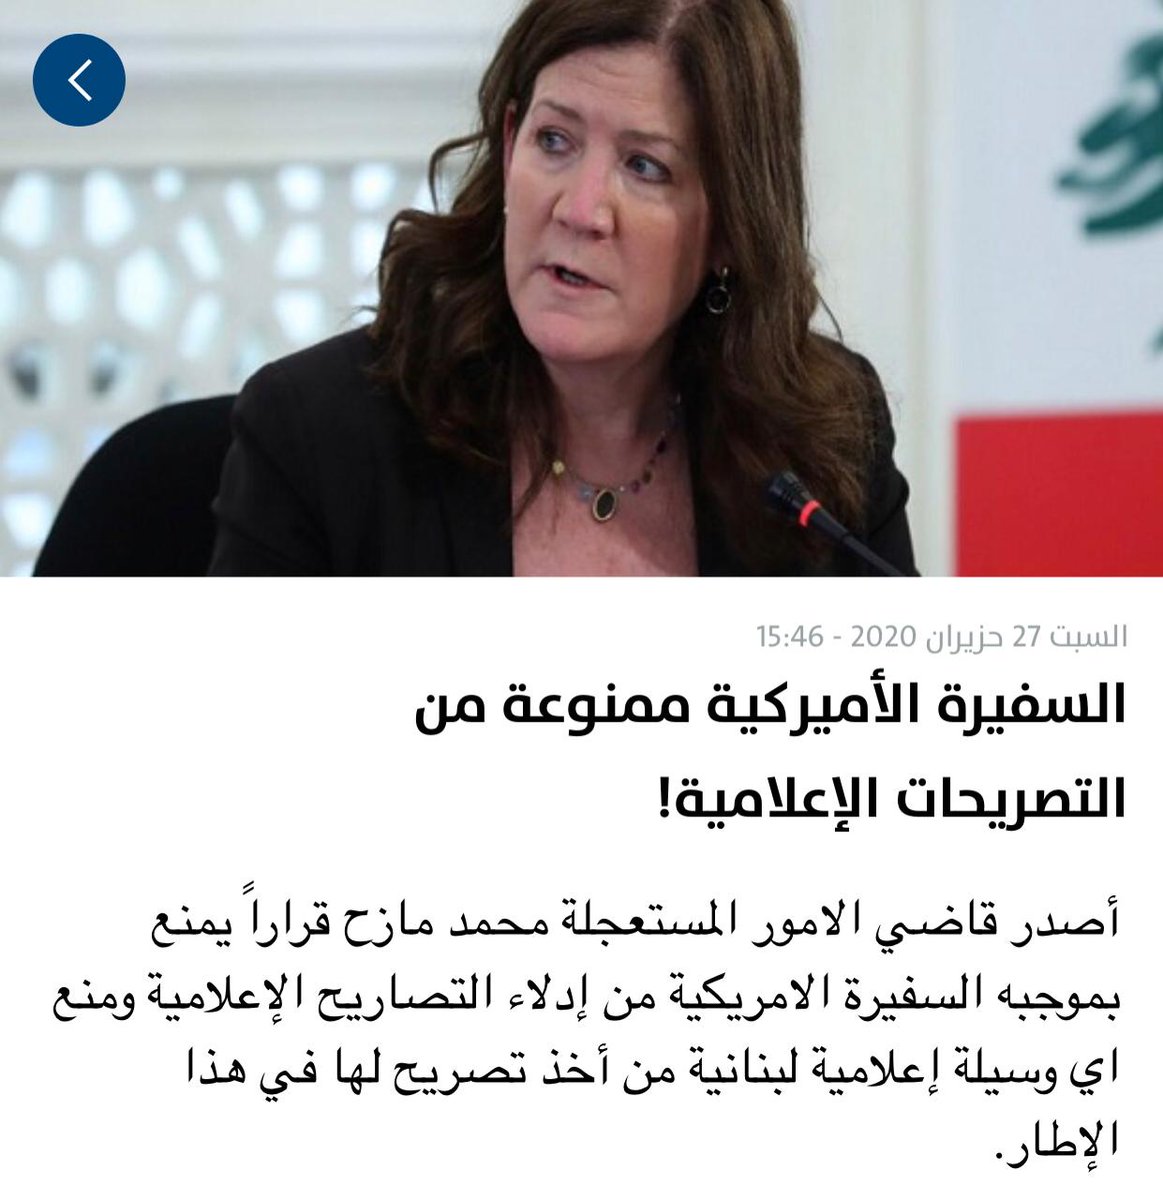 السبت 27 حزيران 2020 - 15:46
السفيرة الأميركية ممنوعة من
التصريحات الإعلامية!
أصدر قاضي الامور المستعجلة محمد مازح قراراً يمنع
بموجبه السفيرة الامريكية من إدلاء التصاريح الإعلامية ومنع
اي وسيلة إعلامية لبنانية من أخذ تصريح لها في هذا
الإطار.